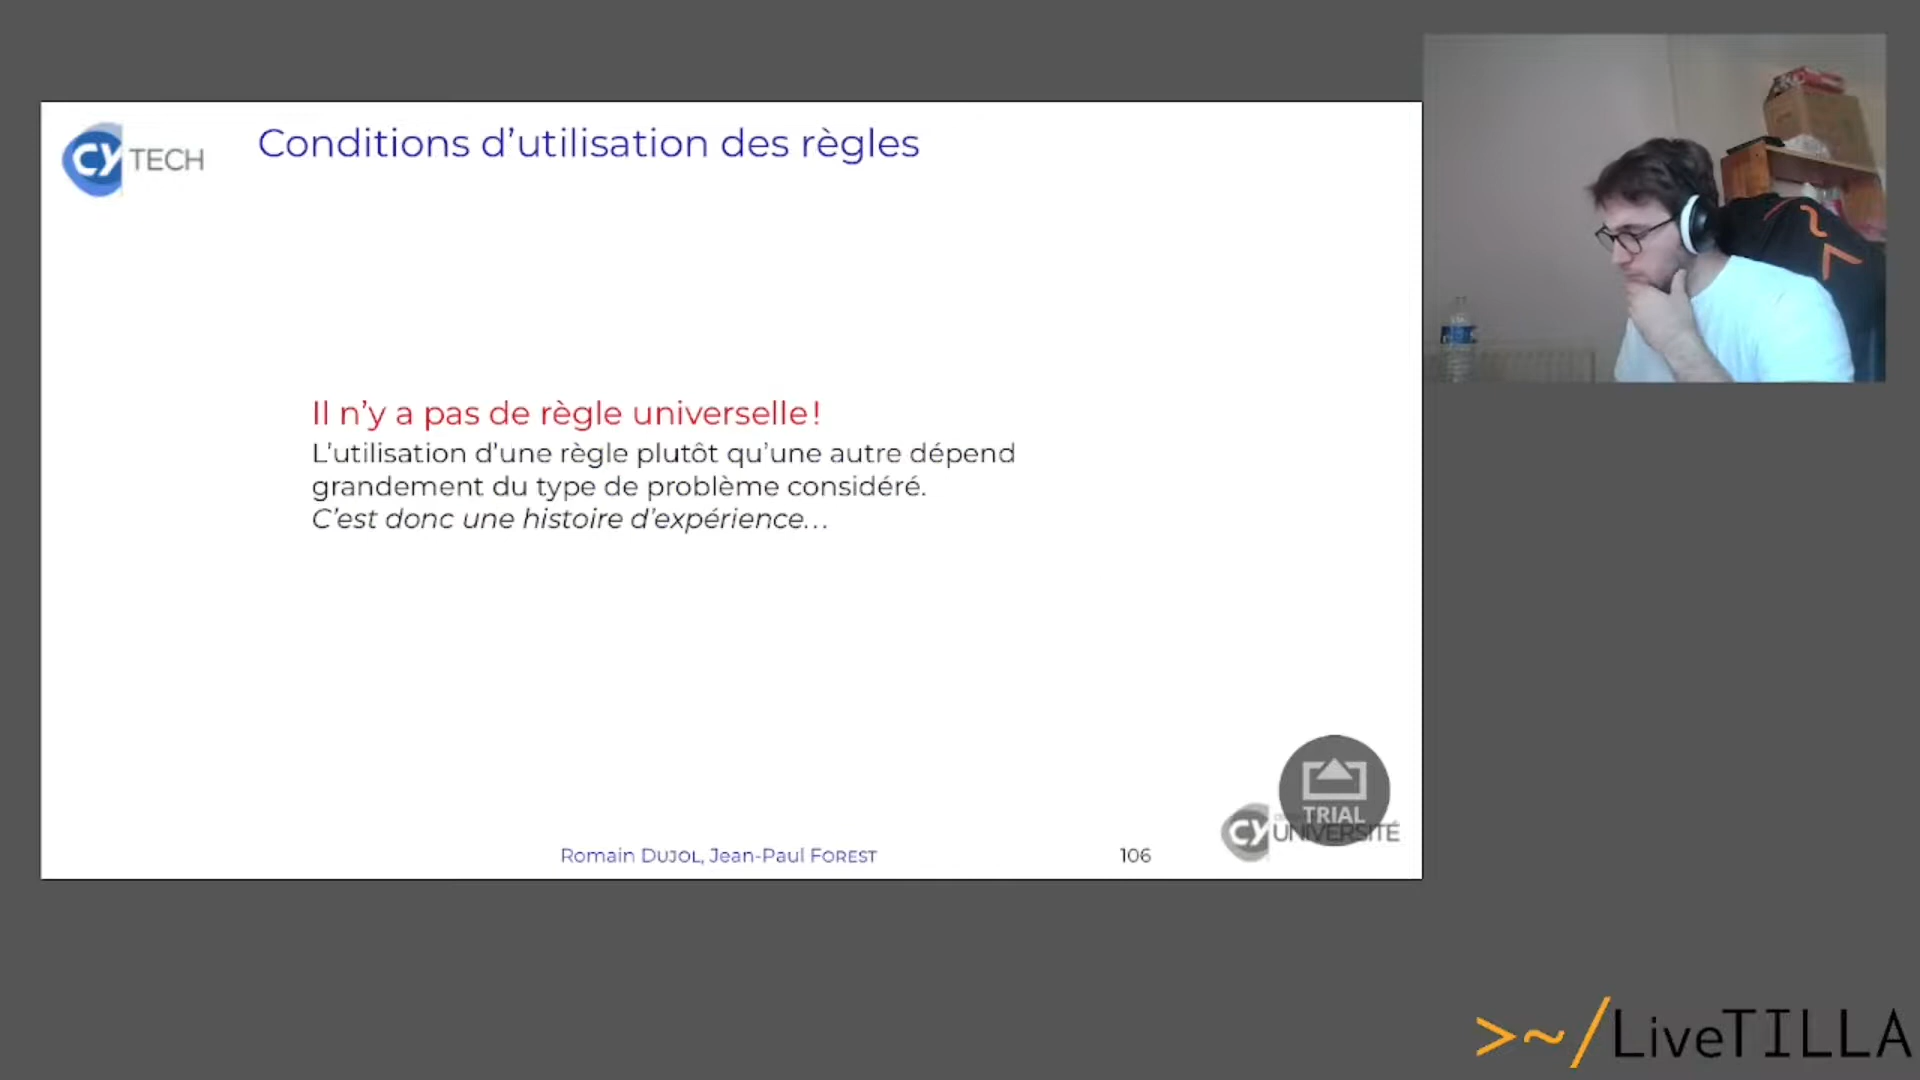 CY TECH
Conditions d’utilisation des règles
Il n’y a pas de règle universelle !
L’utilisation d’une règle plutôt qu’une autre dépend
grandement du type de problème considéré.
C’est donc une histoire d’expérience…
Romain DUJOL, Jean-Paul FOREST
106
TRIAL
CY UNIVERSITÉ
>~/LiveTILLA